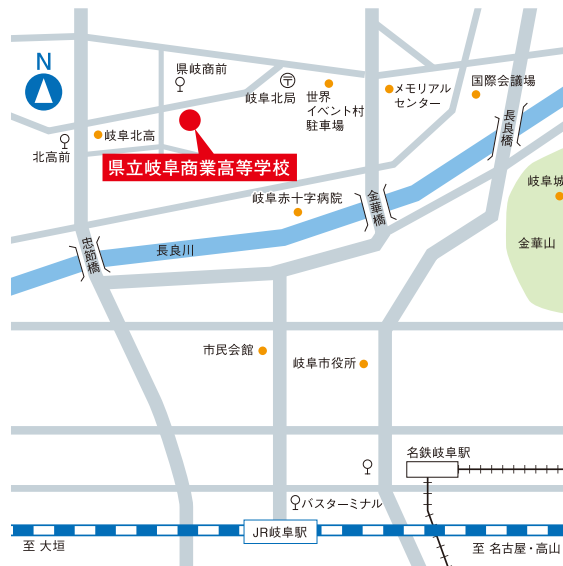 N
県岐商前
岐阜北局
世界
イベント村
駐車場
メモリアル
センター
国際会議場
長良橋
岐阜北高
北高前
県立岐阜商業高等学校
岐阜赤十字病院
金華橋
岐阜城
金華山
忠節橋
長良川
市民会館
岐阜市役所
名鉄岐阜駅
バスターミナル
JR岐阜駅
至 大垣
至 名古屋・高山